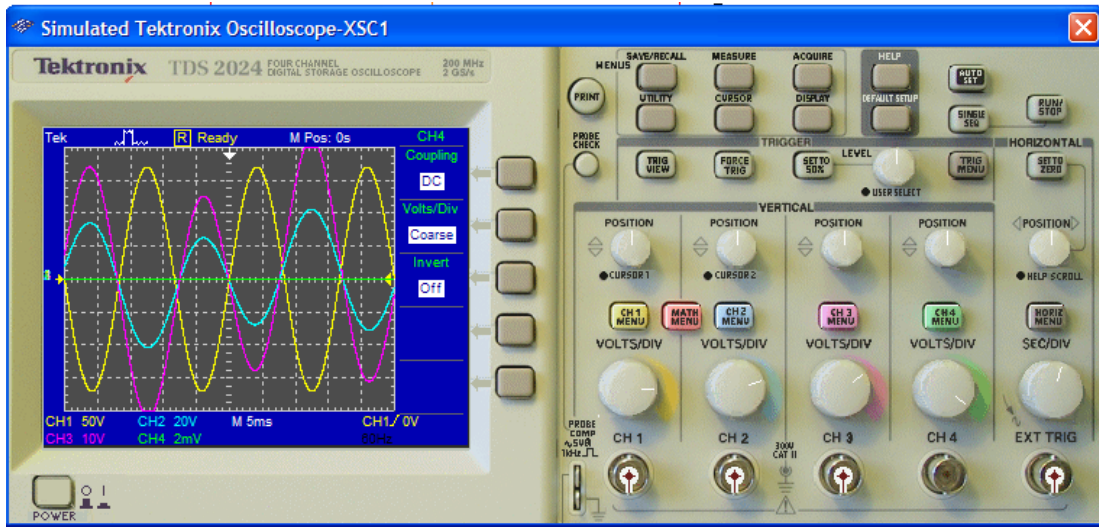 Simulated Tektronix Oscilloscope-XSC1
Tektronix TDS 2024 FOUR CHANNEL DIGITAL STORAGE OSCILLOSCOPE 200 MHz 2 GS/s
Tek R Ready M Pos: 0s CH4
Coupling
DC
Volts/Div
Coarse
Invert
Off
CH1 50V CH2 20V M 5ms CH1 / 0V
CH3 10V CH4 2mV 60Hz
POWER
MENUS
SAVE/RECALL MEASURE ACQUIRE HELP
AUTO SET
PRINT
UTILITY CURSOR DISPLAY DEFAULT SETUP
SINGLE SEQ
RUN/STOP
PROBE CHECK
TRIGGER HORIZONTAL
TRIG VIEW FORCE TRIG SET TO 50% LEVEL TRIG MENU SET TO ZERO
USER SELECT
VERTICAL
POSITION POSITION POSITION POSITION POSITION
CURSOR 1 CURSOR 2 HELP SCROLL
CH 1 MENU MATH MENU CH 2 MENU CH 3 MENU CH 4 MENU HORIZ MENU
VOLTS/DIV VOLTS/DIV VOLTS/DIV VOLTS/DIV SEC/DIV
PROBE COMP
~5V@
1kHz
CH 1 CH 2 300V CAT II CH 3 CH 4 EXT TRIG